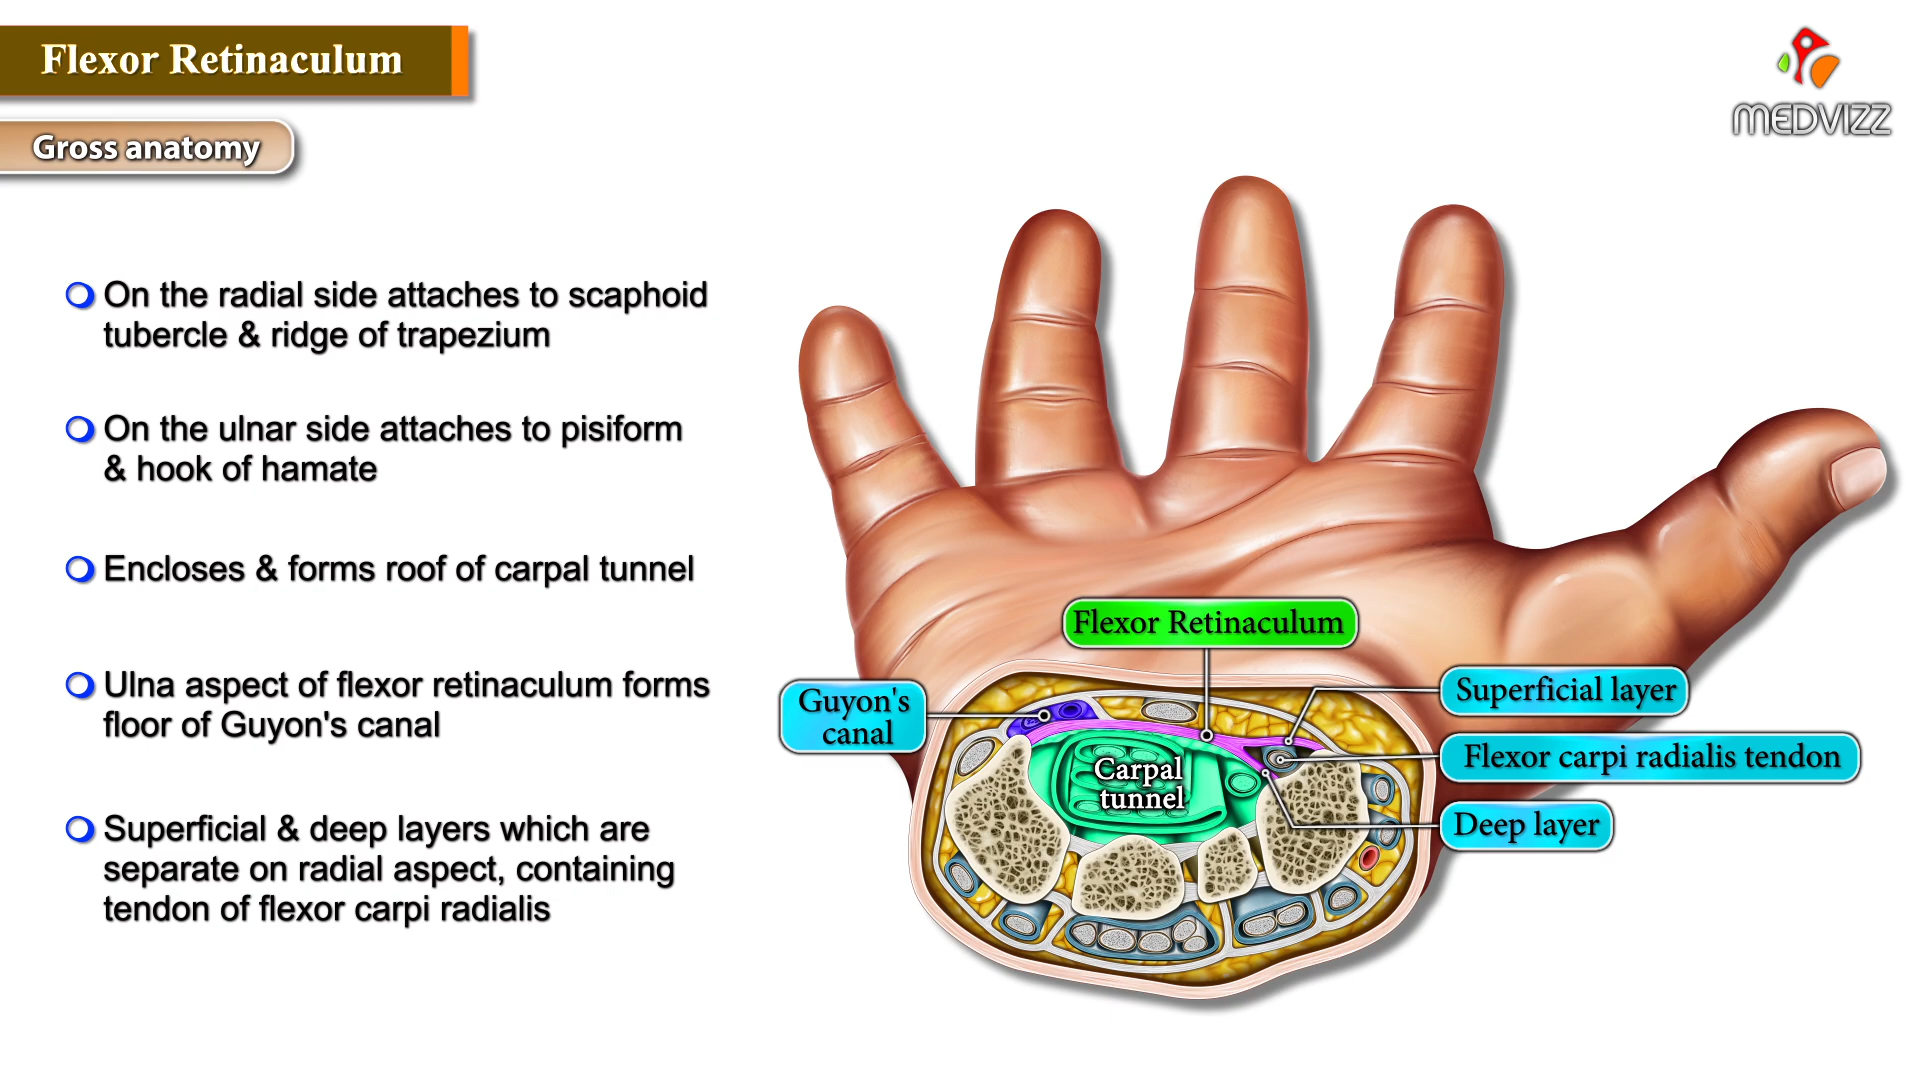 Flexor Retinaculum
MEDVIZZ
Gross anatomy
On the radial side attaches to scaphoid
tubercle & ridge of trapezium
On the ulnar side attaches to pisiform
& hook of hamate
Encloses & forms roof of carpal tunnel
Ulna aspect of flexor retinaculum forms
floor of Guyon's canal
Superficial & deep layers which are
separate on radial aspect, containing
tendon of flexor carpi radialis
Flexor Retinaculum
Guyon's
canal
Superficial layer
Flexor carpi radialis tendon
Carpal
tunnel
Deep layer